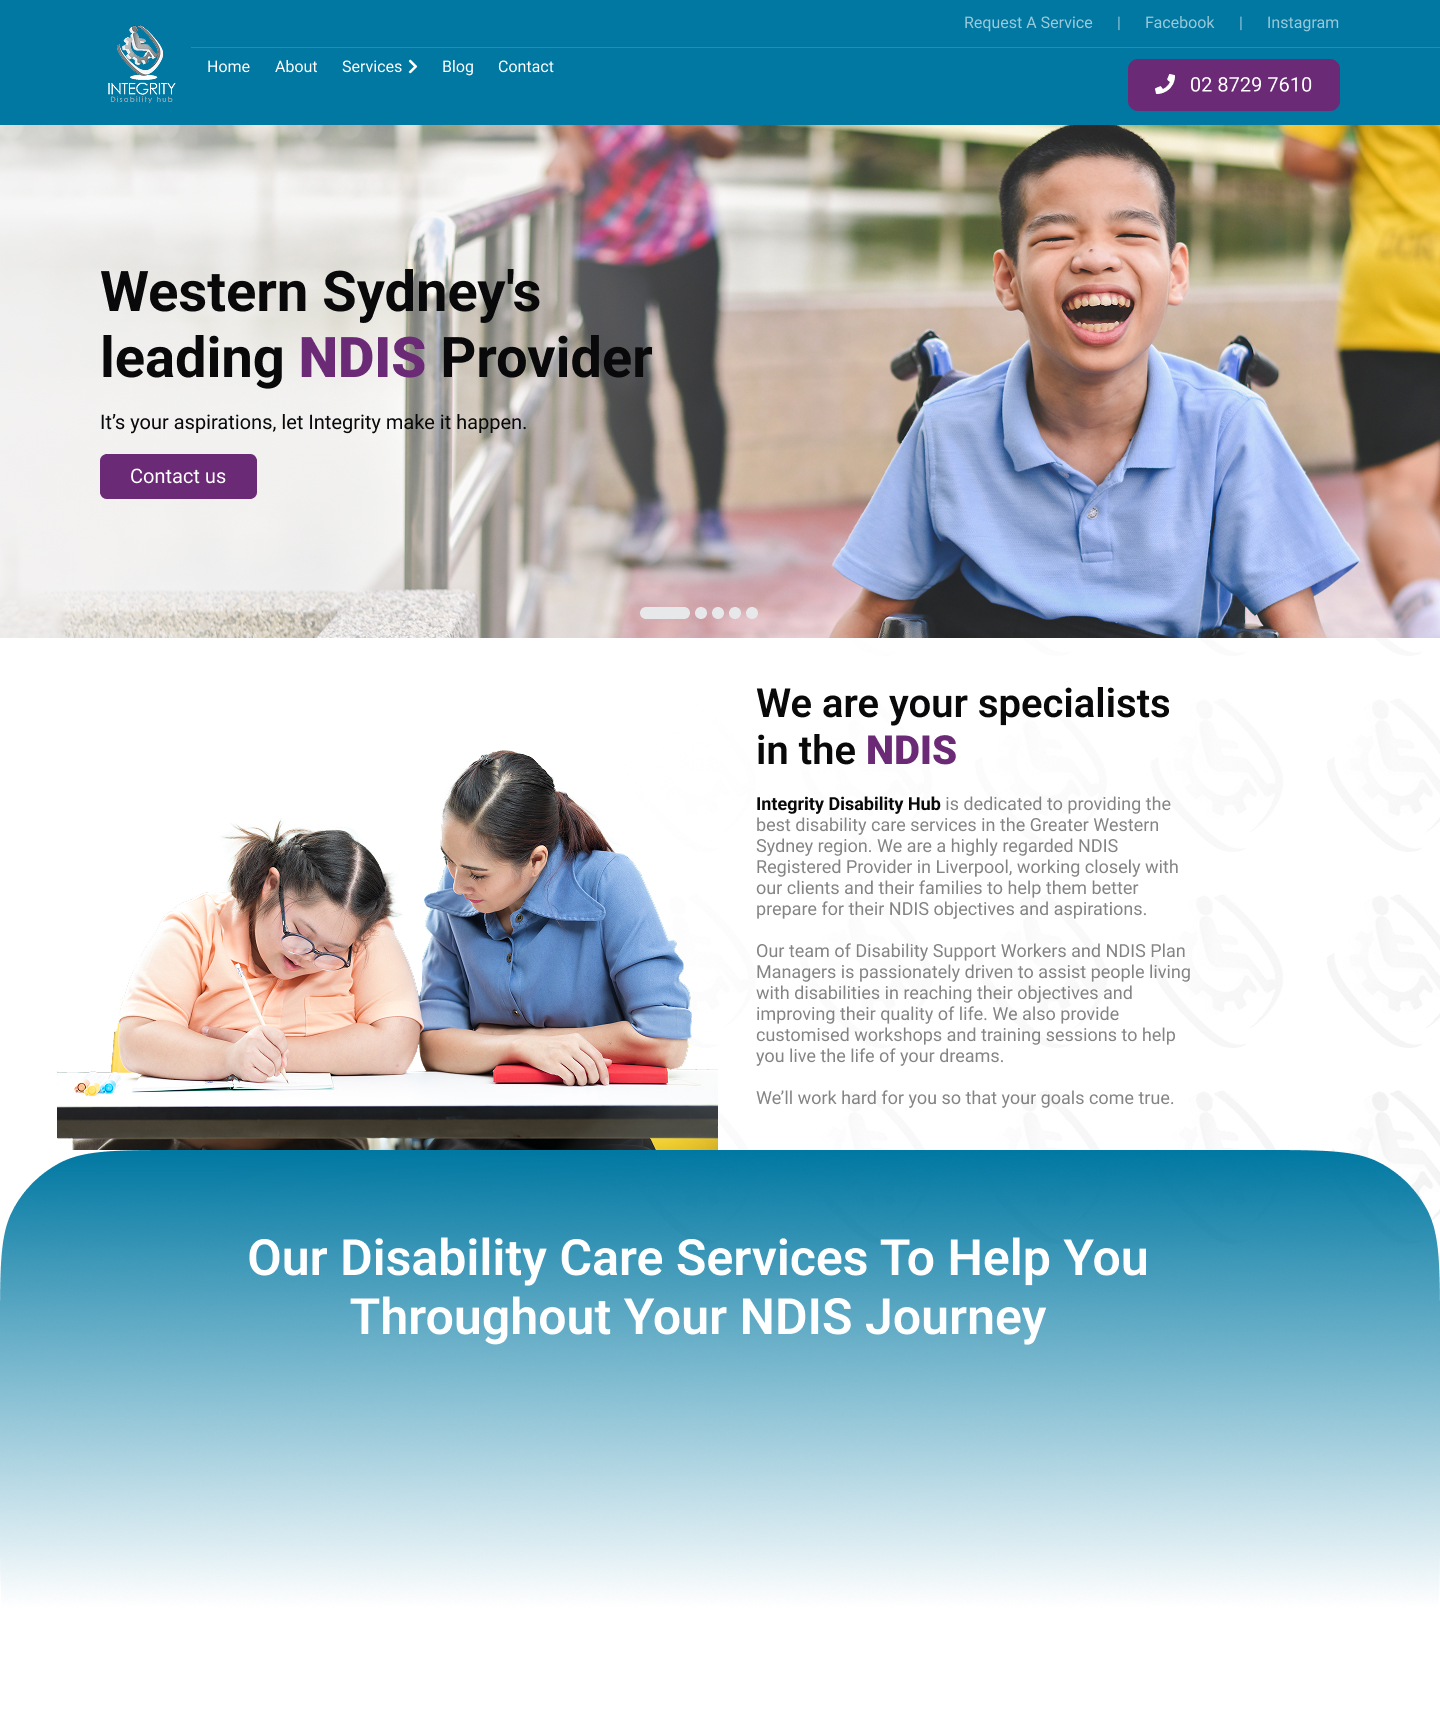 Request A Service | Facebook | Instagram
INTEGRITY
Disability hub
Home About Services Blog Contact
02 8729 7610
Western Sydney's
leading NDIS Provider
It’s your aspirations, let Integrity make it happen.
Contact us
We are your specialists
in the NDIS
Integrity Disability Hub is dedicated to providing the
best disability care services in the Greater Western
Sydney region. We are a highly regarded NDIS
Registered Provider in Liverpool, working closely with
our clients and their families to help them better
prepare for their NDIS objectives and aspirations.
Our team of Disability Support Workers and NDIS Plan
Managers is passionately driven to assist people living
with disabilities in reaching their objectives and
improving their quality of life. We also provide
customised workshops and training sessions to help
you live the life of your dreams.
We’ll work hard for you so that your goals come true.
Our Disability Care Services To Help You
Throughout Your NDIS Journey